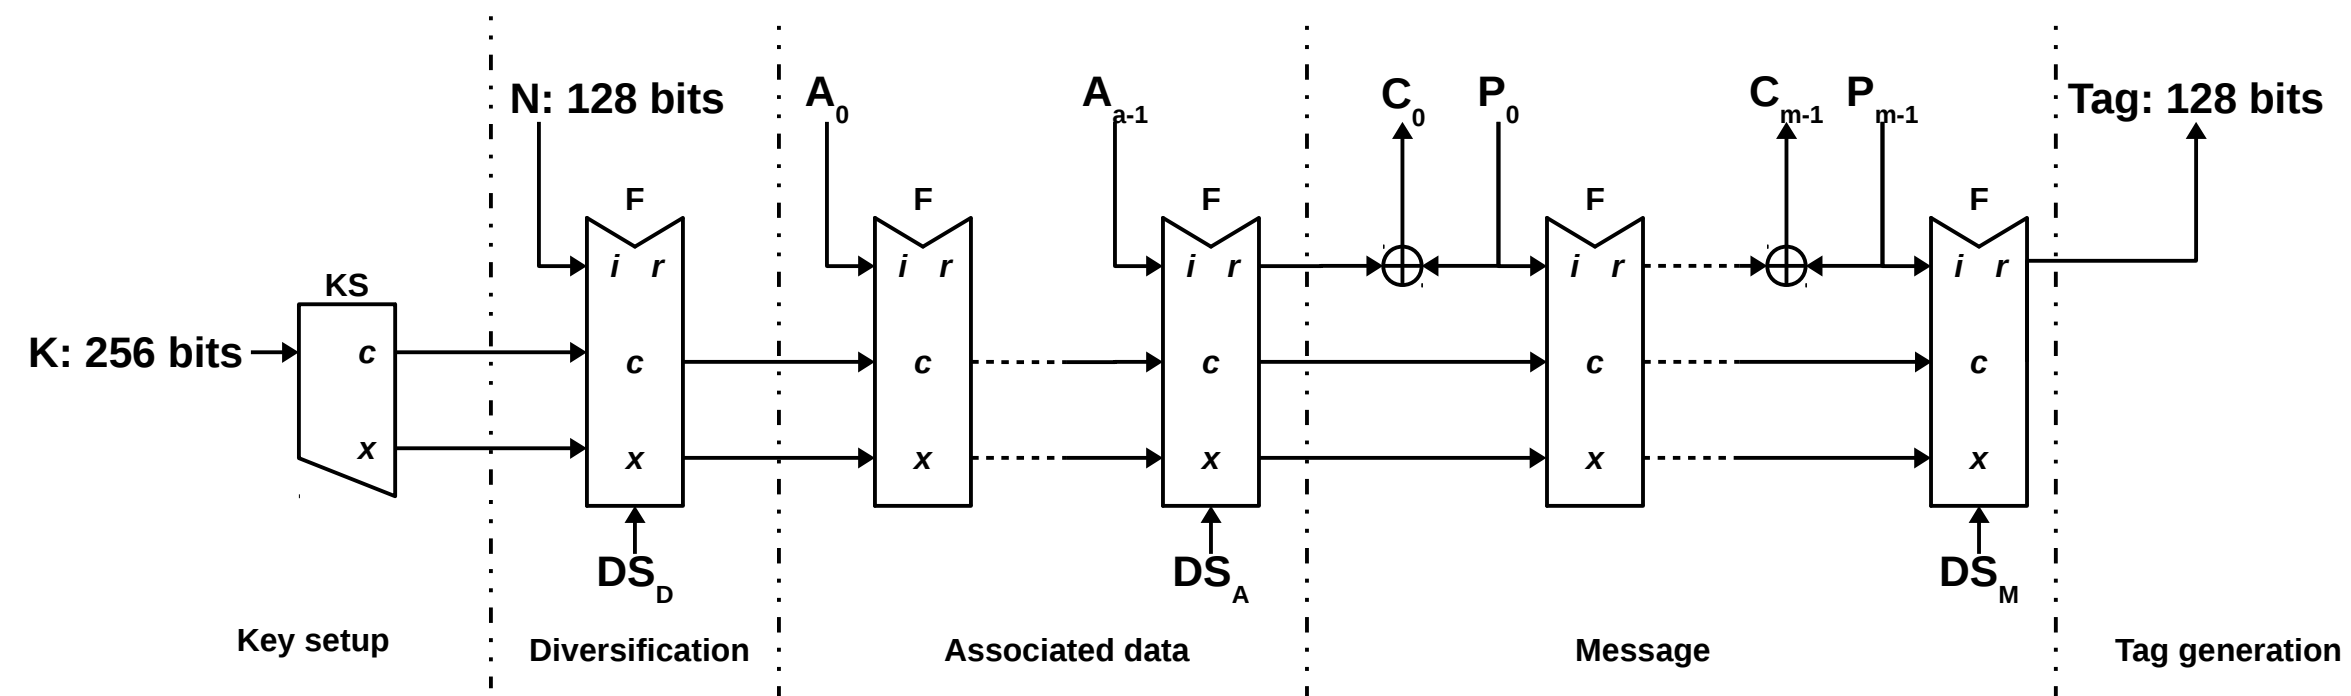 N: 128 bits
A0
Aa-1
C0
P0
Cm-1
Pm-1
Tag: 128 bits
F
F
F
F
F
KS
i r
i r
i r
i r
i r
K: 256 bits
c
c
c
c
c
c
x
x
x
x
x
x
DSD
DSA
DSM
Key setup
Diversification
Associated data
Message
Tag generation